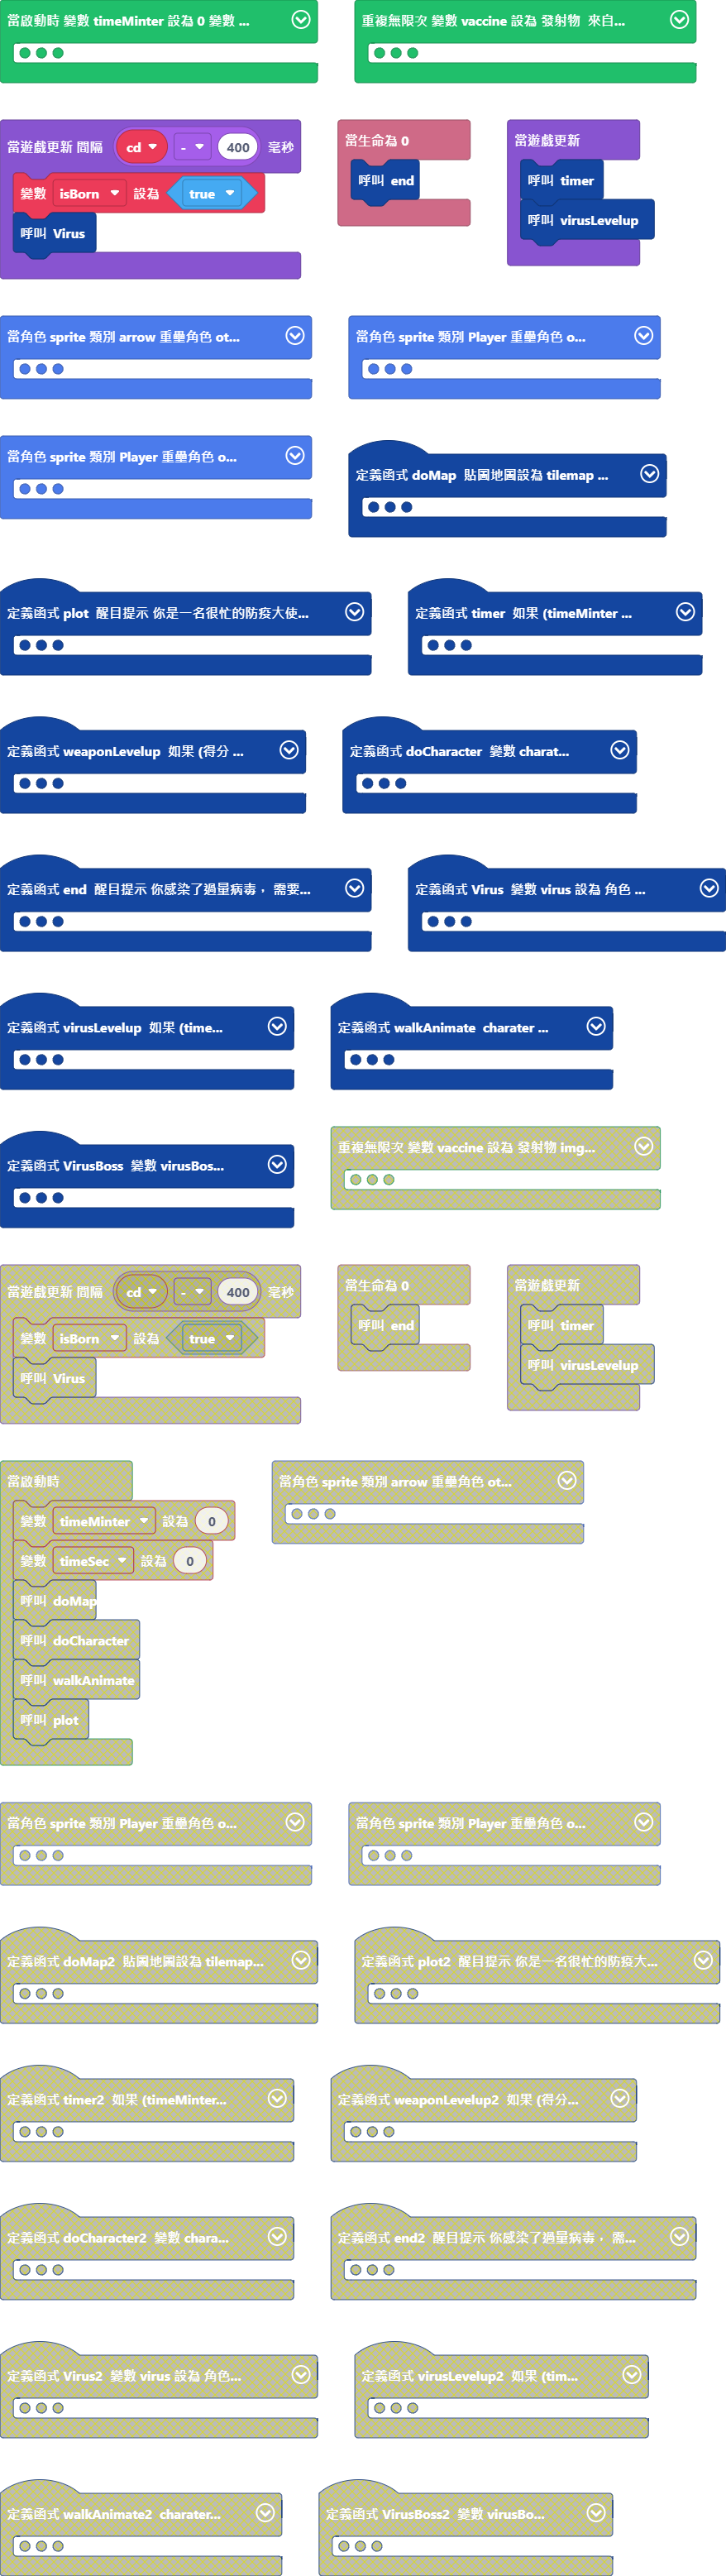 當啟動時 變數 timeMinter 設為 0 變數 ...
重複無限次 變數 vaccine 設為 發射物 來自...
當遊戲更新 間隔 cd - 400 毫秒
變數 isBorn 設為 true
呼叫 Virus
當生命為 0
呼叫 end
當遊戲更新
呼叫 timer
呼叫 virusLevelup
當角色 sprite 類別 arrow 重疊角色 ot...
當角色 sprite 類別 Player 重疊角色 o...
當角色 sprite 類別 Player 重疊角色 o...
定義函式 doMap 貼圖地圖設為 tilemap ...
定義函式 plot 醒目提示 你是一名很忙的防疫大使...
定義函式 timer 如果 (timeMinter ...
定義函式 weaponLevelup 如果 (得分 ...
定義函式 doCharacter 變數 charat...
定義函式 end 醒目提示 你感染了過量病毒， 需要...
定義函式 Virus 變數 virus 設為 角色 ...
定義函式 virusLevelup 如果 (time...
定義函式 walkAnimate charater ...
定義函式 VirusBoss 變數 virusBos...
重複無限次 變數 vaccine 設為 發射物 img...
當遊戲更新 間隔 cd - 400 毫秒
變數 isBorn 設為 true
呼叫 Virus
當生命為 0
呼叫 end
當遊戲更新
呼叫 timer
呼叫 virusLevelup
當啟動時
變數 timeMinter 設為 0
變數 timeSec 設為 0
呼叫 doMap
呼叫 doCharacter
呼叫 walkAnimate
呼叫 plot
當角色 sprite 類別 arrow 重疊角色 ot...
當角色 sprite 類別 Player 重疊角色 o...
當角色 sprite 類別 Player 重疊角色 o...
定義函式 doMap2 貼圖地圖設為 tilemap...
定義函式 plot2 醒目提示 你是一名很忙的防疫大...
定義函式 timer2 如果 (timeMinter...
定義函式 weaponLevelup2 如果 (得分...
定義函式 doCharacter2 變數 chara...
定義函式 end2 醒目提示 你感染了過量病毒， 需...
定義函式 Virus2 變數 virus 設為 角色...
定義函式 virusLevelup2 如果 (tim...
定義函式 walkAnimate2 charater...
定義函式 VirusBoss2 變數 virusBo...